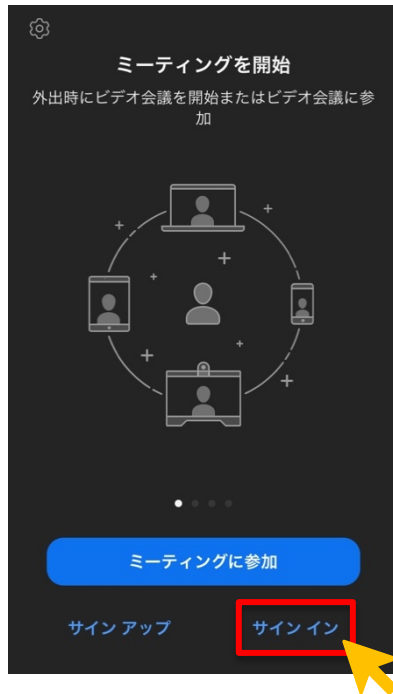 ミーティングを開始
外出時にビデオ会議を開始またはビデオ会議に参
加
ミーティングに参加
サイン アップ
サイン イン